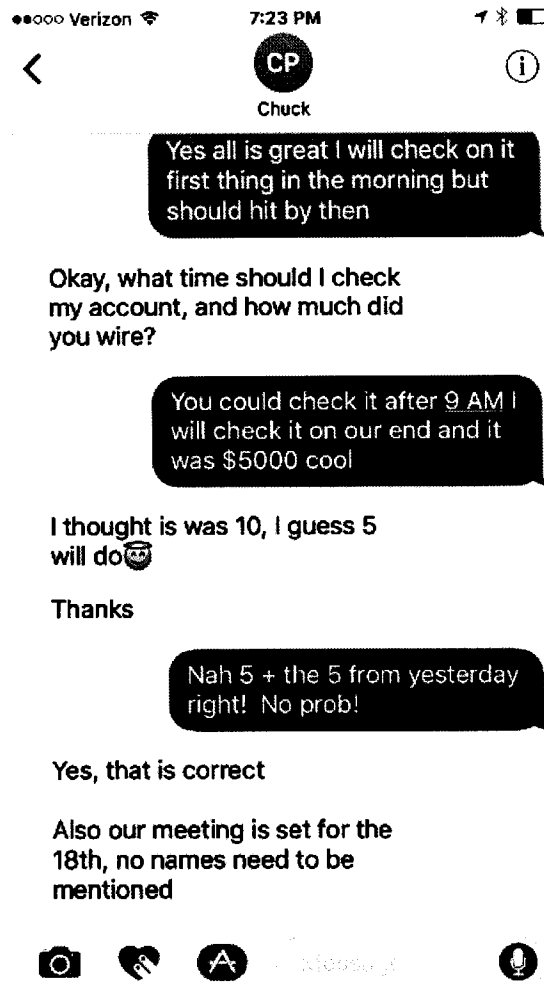 Verizon
7:23 PM
CP
Chuck
Yes all is great I will check on it
first thing in the morning but
should hit by then
Okay, what time should I check
my account, and how much did
you wire?
You could check it after 9 AM I
will check it on our end and it
was $5000 cool
I thought is was 10, I guess 5
will do😇
Thanks
Nah 5 + the 5 from yesterday
right! No prob!
Yes, that is correct
Also our meeting is set for the
18th, no names need to be
mentioned